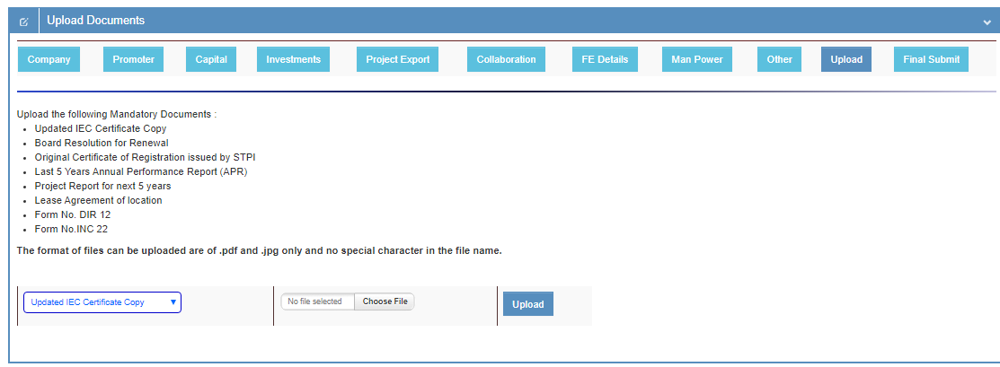 Upload Documents
Company Promoter Capital Investments Project Export Collaboration FE Details Man Power Other Upload Final Submit
Upload the following Mandatory Documents :
Updated IEC Certificate Copy
Board Resolution for Renewal
Original Certificate of Registration issued by STPI
Last 5 Years Annual Performance Report (APR)
Project Report for next 5 years
Lease Agreement of location
Form No. DIR 12
Form No.INC 22
The format of files can be uploaded are of .pdf and .jpg only and no special character in the file name.
Updated IEC Certificate Copy No file selected Choose File Upload